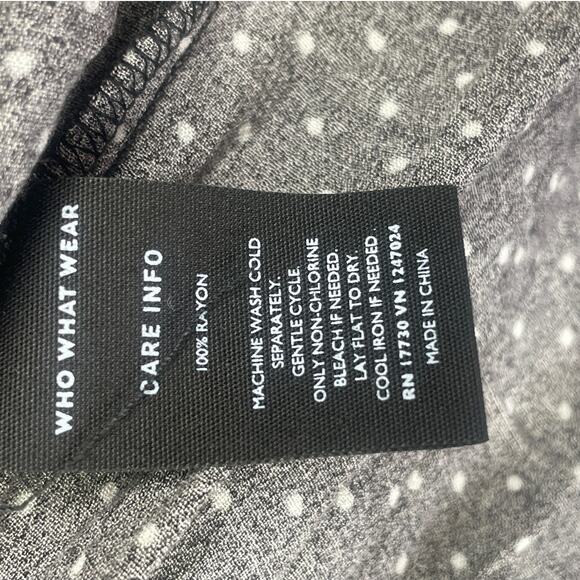 WHO WHAT WEAR
CARE INFO
100% RAYON
MACHINE WASH COLD
SEPARATELY.
GENTLE CYCLE.
ONLY NON-CHLORINE
BLEACH IF NEEDED.
LAY FLAT TO DRY.
COOL IRON IF NEEDED
RN 17730 VN 1247024
MADE IN CHINA